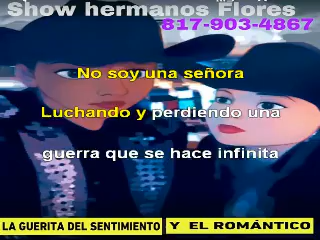 Show hermanos Flores
817-903-4867
No soy una señora
Luchando y perdiendo una
guerra que se hace infinita
LA GUERITA DEL SENTIMIENTO Y EL ROMÁNTICO